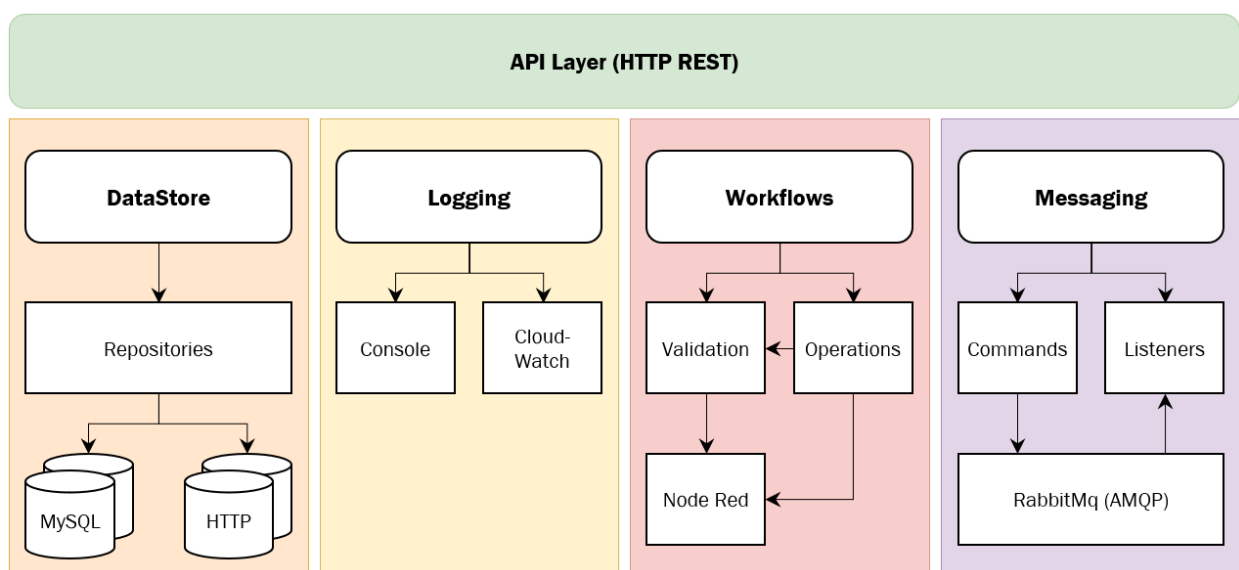 API Layer (HTTP REST)
DataStore
Logging
Workflows
Messaging
Repositories
Console
Cloud-
Watch
Validation
Operations
Commands
Listeners
MySQL
HTTP
Node Red
RabbitMq (AMQP)